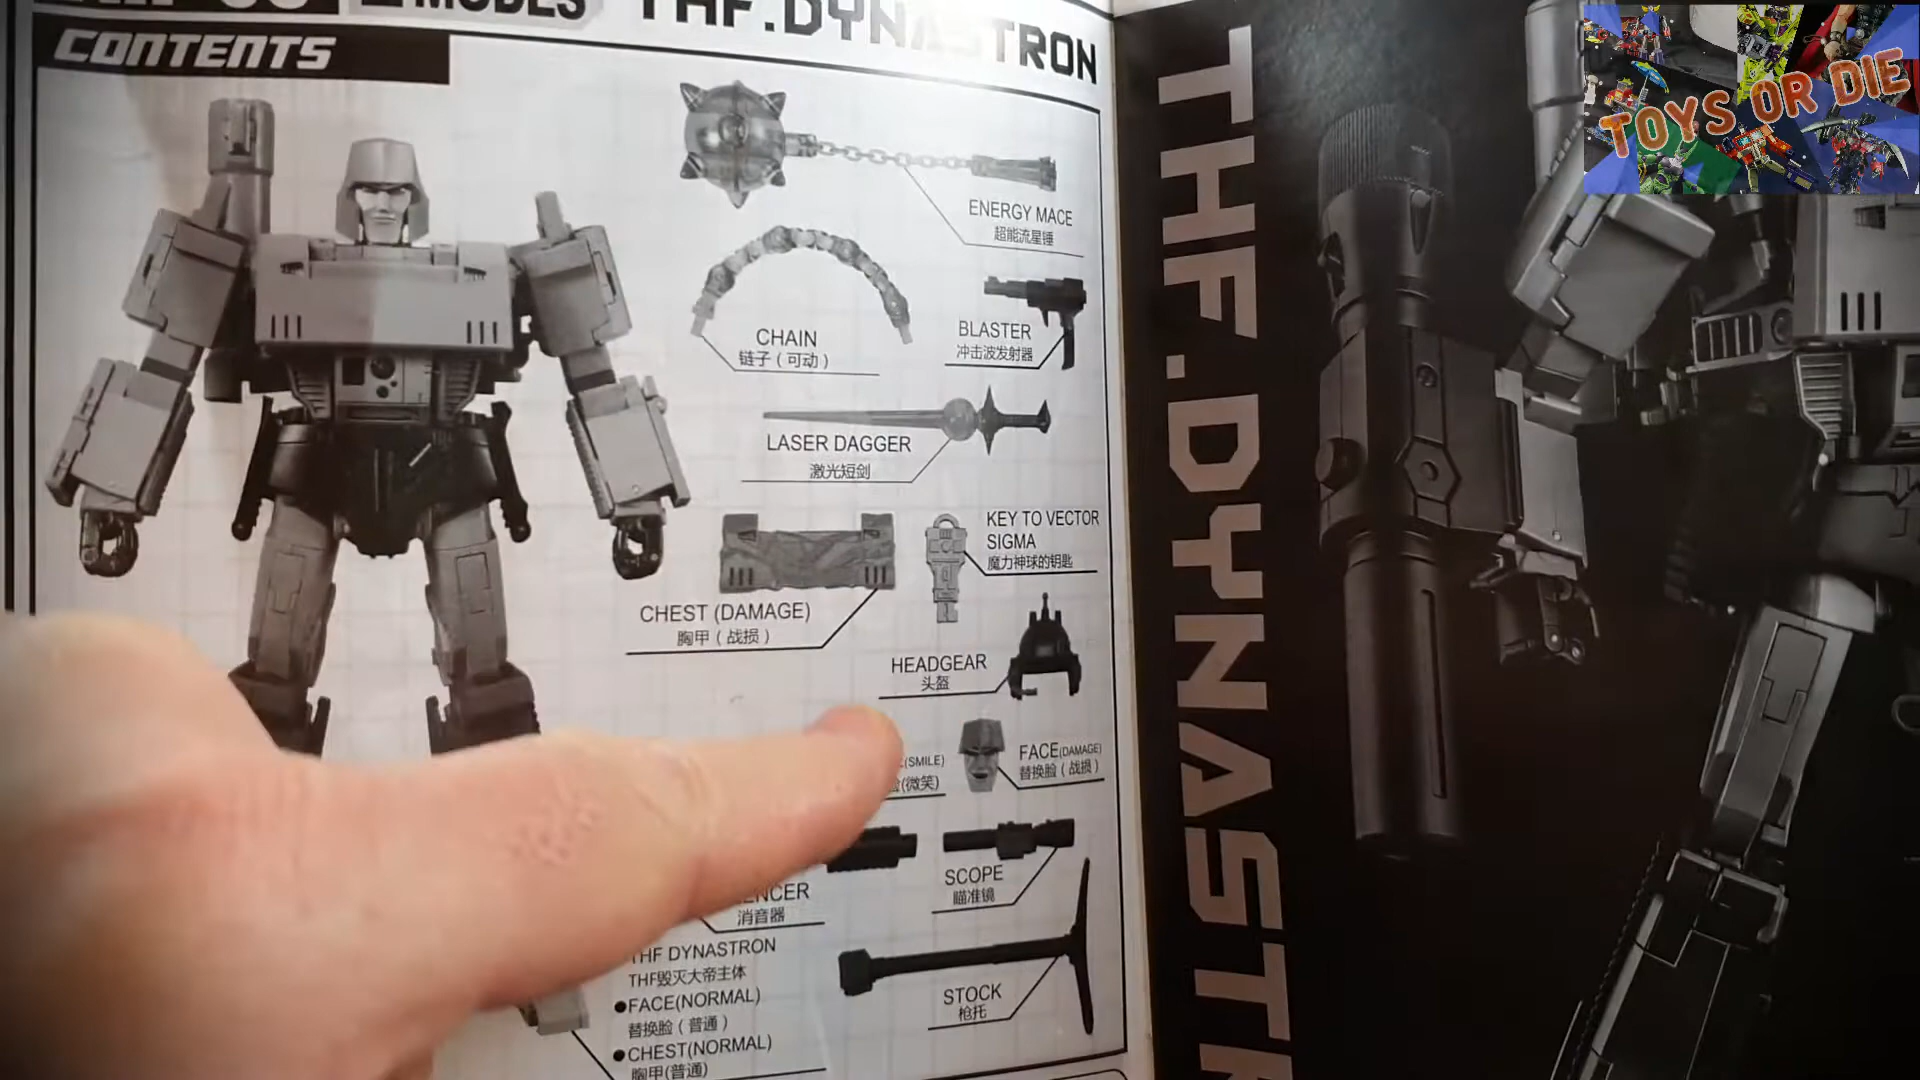 MODES
THF.DYNASTRON
CONTENTS
ENERGY MACE
超能流星锤
CHAIN
链子（可动）
BLASTER
冲击波发射器
LASER DAGGER
激光短剑
KEY TO VECTOR
SIGMA
魔力神球的钥匙
CHEST (DAMAGE)
胸甲（战损）
HEADGEAR
头盔
(SMILE)
(微笑)
FACE(DAMAGE)
替换脸（战损）
SCOPE
瞄准镜
消音器
THF DYNASTRON
THF毁灭大帝主体
●FACE(NORMAL)
替换脸（普通）
●CHEST(NORMAL)
胸甲(普通)
STOCK
枪托
THF.DYNAST
TOYS OR DIE